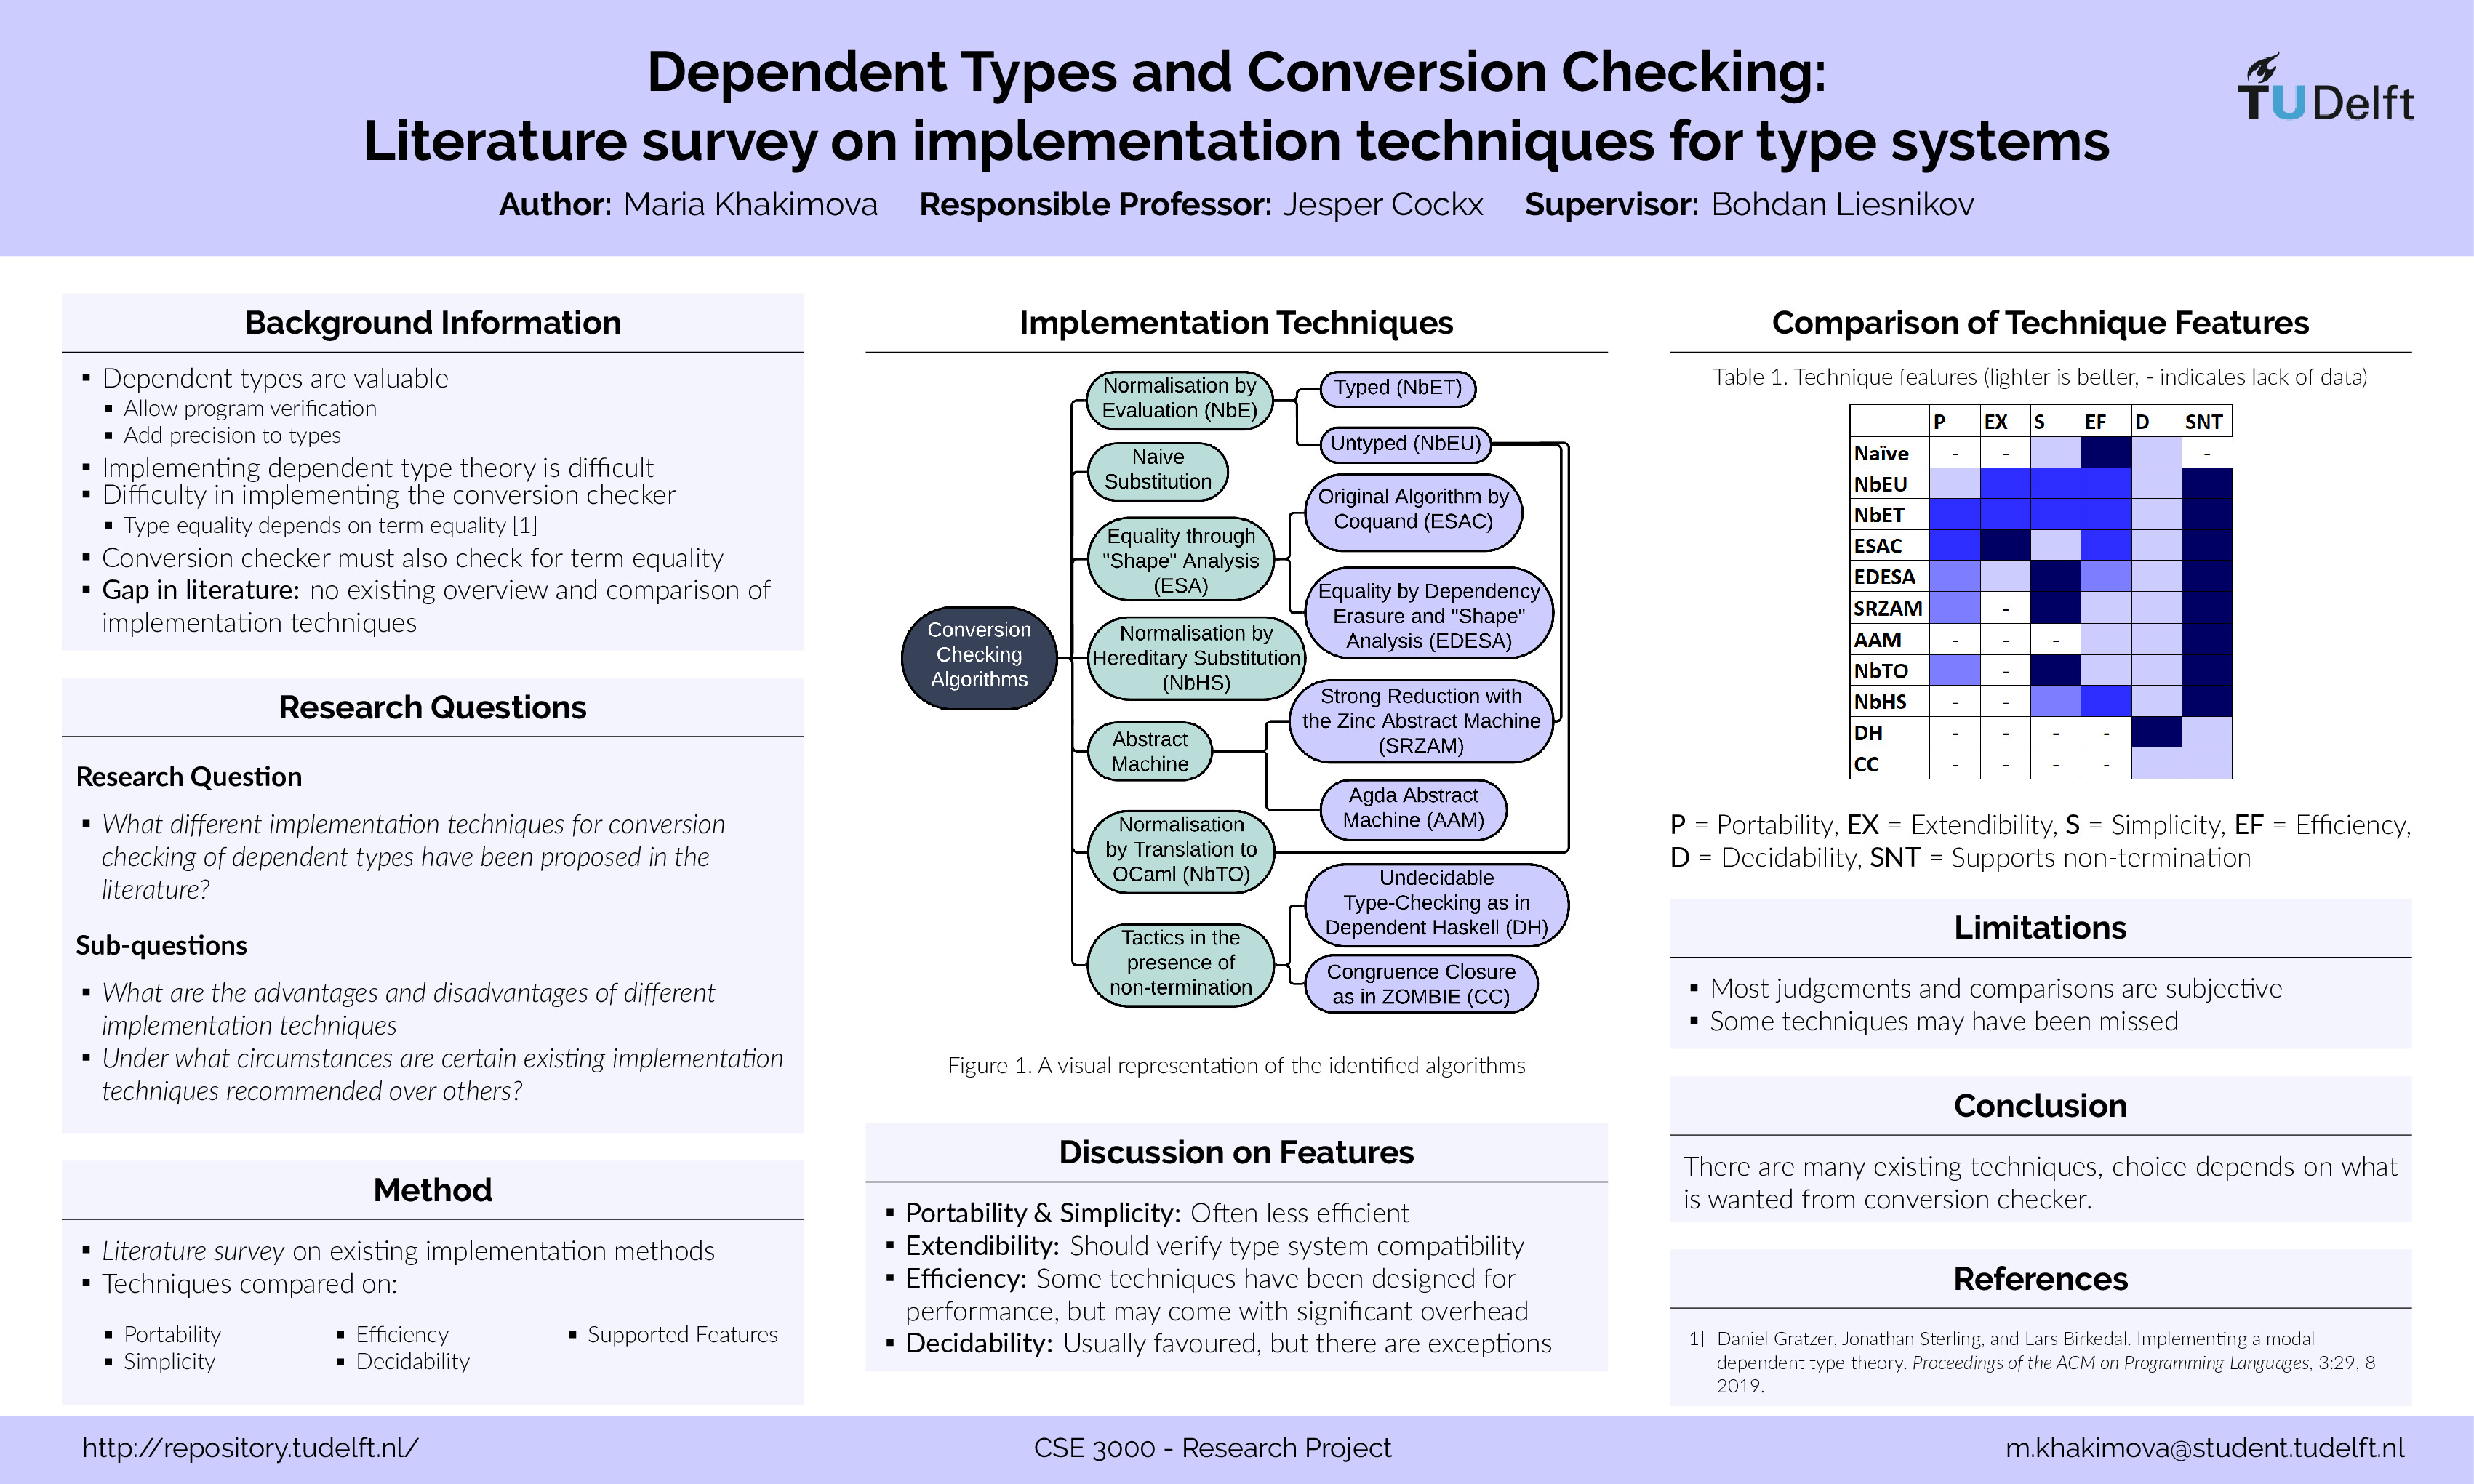 Dependent Types and Conversion Checking:
Literature survey on implementation techniques for type systems
Author: Maria Khakimova Responsible Professor: Jesper Cockx Supervisor: Bohdan Liesnikov
TUDelft
Background Information
▪ Dependent types are valuable
▪ Allow program verification
▪ Add precision to types
▪ Implementing dependent type theory is difficult
▪ Difficulty in implementing the conversion checker
▪ Type equality depends on term equality [1]
▪ Conversion checker must also check for term equality
▪ Gap in literature: no existing overview and comparison of
implementation techniques
Research Questions
Research Question
▪ What different implementation techniques for conversion
checking of dependent types have been proposed in the
literature?
Sub-questions
▪ What are the advantages and disadvantages of different
implementation techniques
▪ Under what circumstances are certain existing implementation
techniques recommended over others?
Method
▪ Literature survey on existing implementation methods
▪ Techniques compared on:
▪ Portability ▪ Efficiency ▪ Supported Features
▪ Simplicity ▪ Decidability
Implementation Techniques
Conversion
Checking
Algorithms
Normalisation by
Evaluation (NbE)
Typed (NbET)
Untyped (NbEU)
Naive
Substitution
Equality through
"Shape" Analysis
(ESA)
Original Algorithm by
Coquand (ESAC)
Equality by Dependency
Erasure and "Shape"
Analysis (EDESA)
Normalisation by
Hereditary Substitution
(NbHS)
Abstract
Machine
Strong Reduction with
the Zinc Abstract Machine
(SRZAM)
Agda Abstract
Machine (AAM)
Normalisation
by Translation to
OCaml (NbTO)
Tactics in the
presence of
non-termination
Undecidable
Type-Checking as in
Dependent Haskell (DH)
Congruence Closure
as in ZOMBIE (CC)
Figure 1. A visual representation of the identified algorithms
Discussion on Features
▪ Portability & Simplicity: Often less efficient
▪ Extendibility: Should verify type system compatibility
▪ Efficiency: Some techniques have been designed for
performance, but may come with significant overhead
▪ Decidability: Usually favoured, but there are exceptions
Comparison of Technique Features
Table 1. Technique features (lighter is better, - indicates lack of data)
P EX S EF D SNT
Naïve - - -
NbEU
NbET
ESAC
EDESA
SRZAM -
AAM - - -
NbTO -
NbHS - -
DH - - - -
CC - - - -
P = Portability, EX = Extendibility, S = Simplicity, EF = Efficiency,
D = Decidability, SNT = Supports non-termination
Limitations
▪ Most judgements and comparisons are subjective
▪ Some techniques may have been missed
Conclusion
There are many existing techniques, choice depends on what
is wanted from conversion checker.
References
[1] Daniel Gratzer, Jonathan Sterling, and Lars Birkedal. Implementing a modal
dependent type theory. Proceedings of the ACM on Programming Languages, 3:29, 8
2019.
http://repository.tudelft.nl/ CSE 3000 - Research Project m.khakimova@student.tudelft.nl